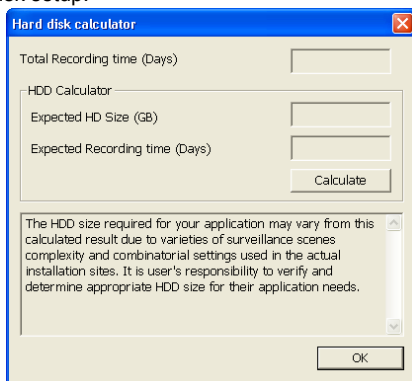 setup.
Hard disk calculator
Total Recording time (Days)
HDD Calculator
Expected HD Size (GB)
Expected Recording time (Days)
Calculate
The HDD size required for your application may vary from this
calculated result due to varieties of surveillance scenes
complexity and combinatorial settings used in the actual
installation sites. It is user's responsibility to verify and
determine appropriate HDD size for their application needs.
OK